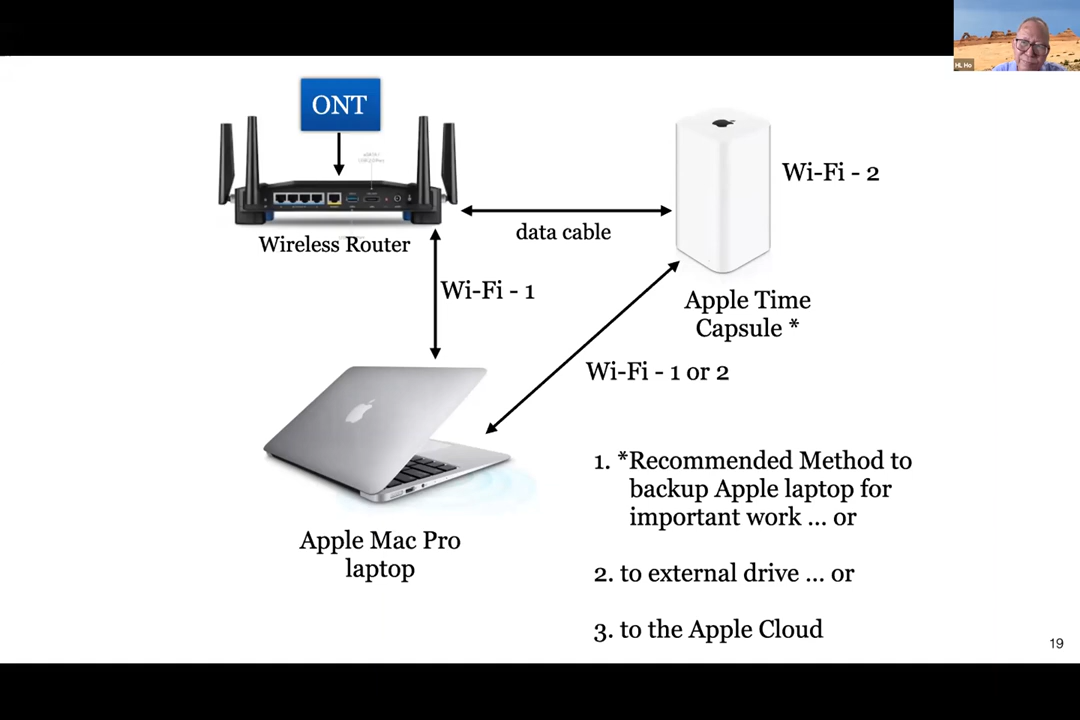 HL Ho
ONT
Wi-Fi - 2
data cable
Wireless Router
Wi-Fi - 1
Apple Time
Capsule *
Wi-Fi - 1 or 2
1. *Recommended Method to
backup Apple laptop for
important work ... or
Apple Mac Pro
laptop
2. to external drive ... or
3. to the Apple Cloud
19